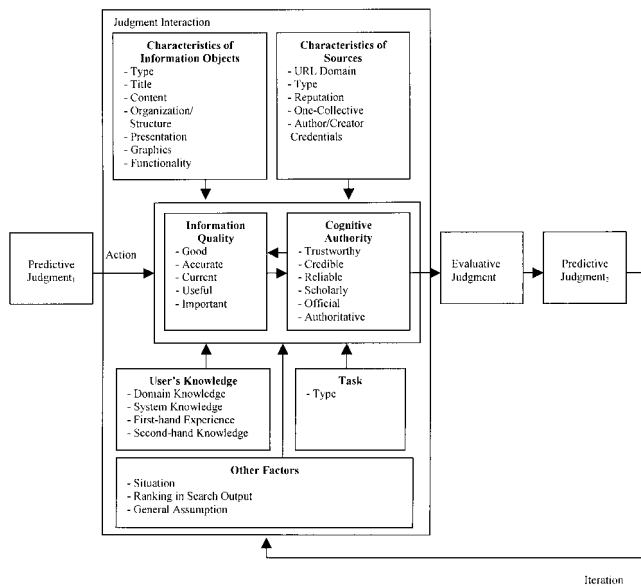 Judgment Interaction
Characteristics of
Information Objects
- Type
- Title
- Content
- Organization/
Structure
- Presentation
- Graphics
- Functionality
Characteristics of
Sources
- URL Domain
- Type
- Reputation
- One-Collective
- Author/Creator
Credentials
Predictive
Judgment₁
Action
Information
Quality
- Good
- Accurate
- Current
- Useful
- Important
Cognitive
Authority
- Trustworthy
- Credible
- Reliable
- Scholarly
- Official
- Authoritative
Evaluative
Judgment
Predictive
Judgment₂
User's Knowledge
- Domain Knowledge
- System Knowledge
- First-hand Experience
- Second-hand Knowledge
Task
- Type
Other Factors
- Situation
- Ranking in Search Output
- General Assumption
Iteration